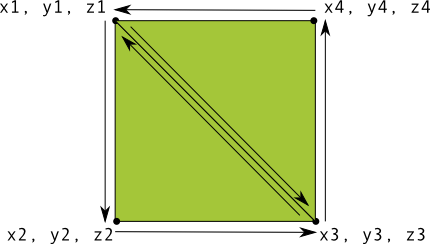 x1, y1, z1
x4, y4, z4
x2, y2, z2
x3, y3, z3